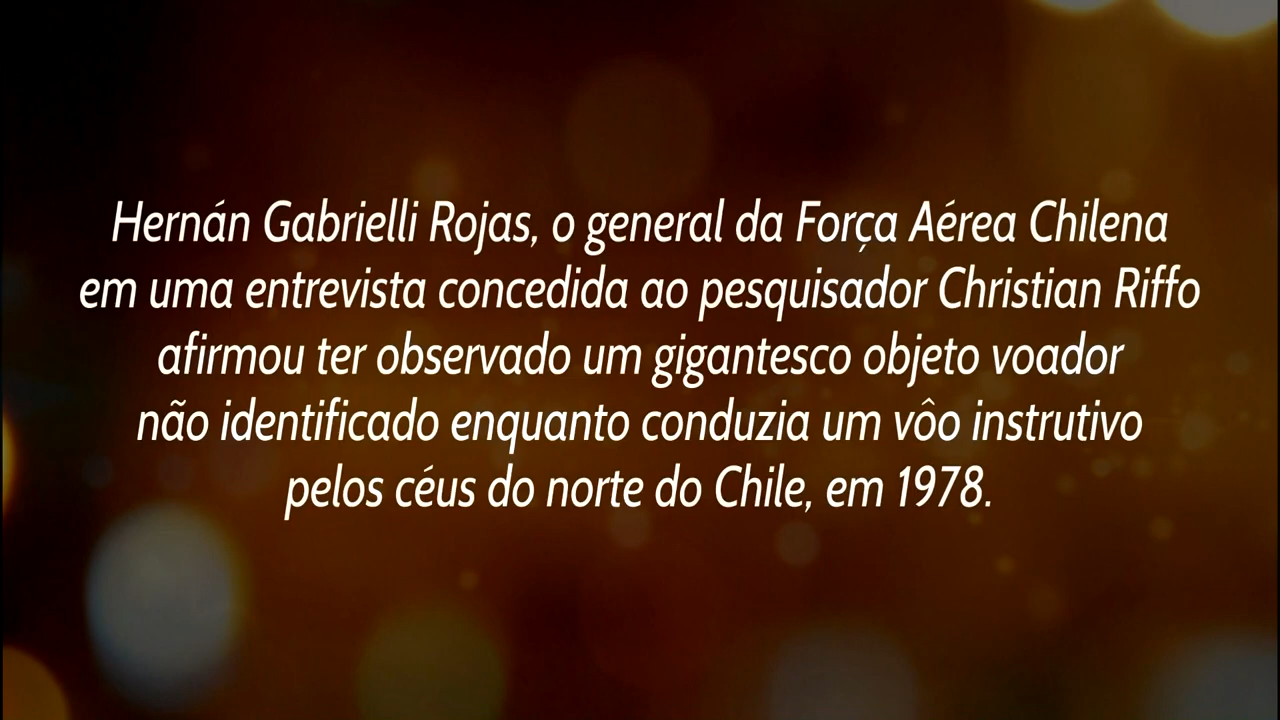 Hernán Gabrielli Rojas, o general da Força Aérea Chilena
em uma entrevista concedida ao pesquisador Christian Riffo
afirmou ter observado um gigantesco objeto voador
não identificado enquanto conduzia um vôo instrutivo
pelos céus do norte do Chile, em 1978.